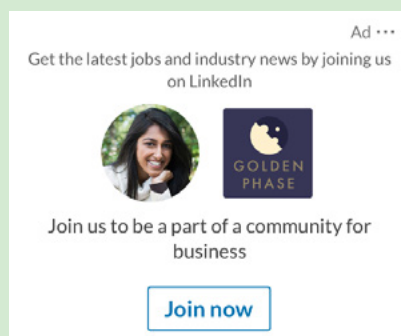 Ad ...
Get the latest jobs and industry news by joining us
on LinkedIn
GOLDEN
PHASE
Join us to be a part of a community for
business
Join now